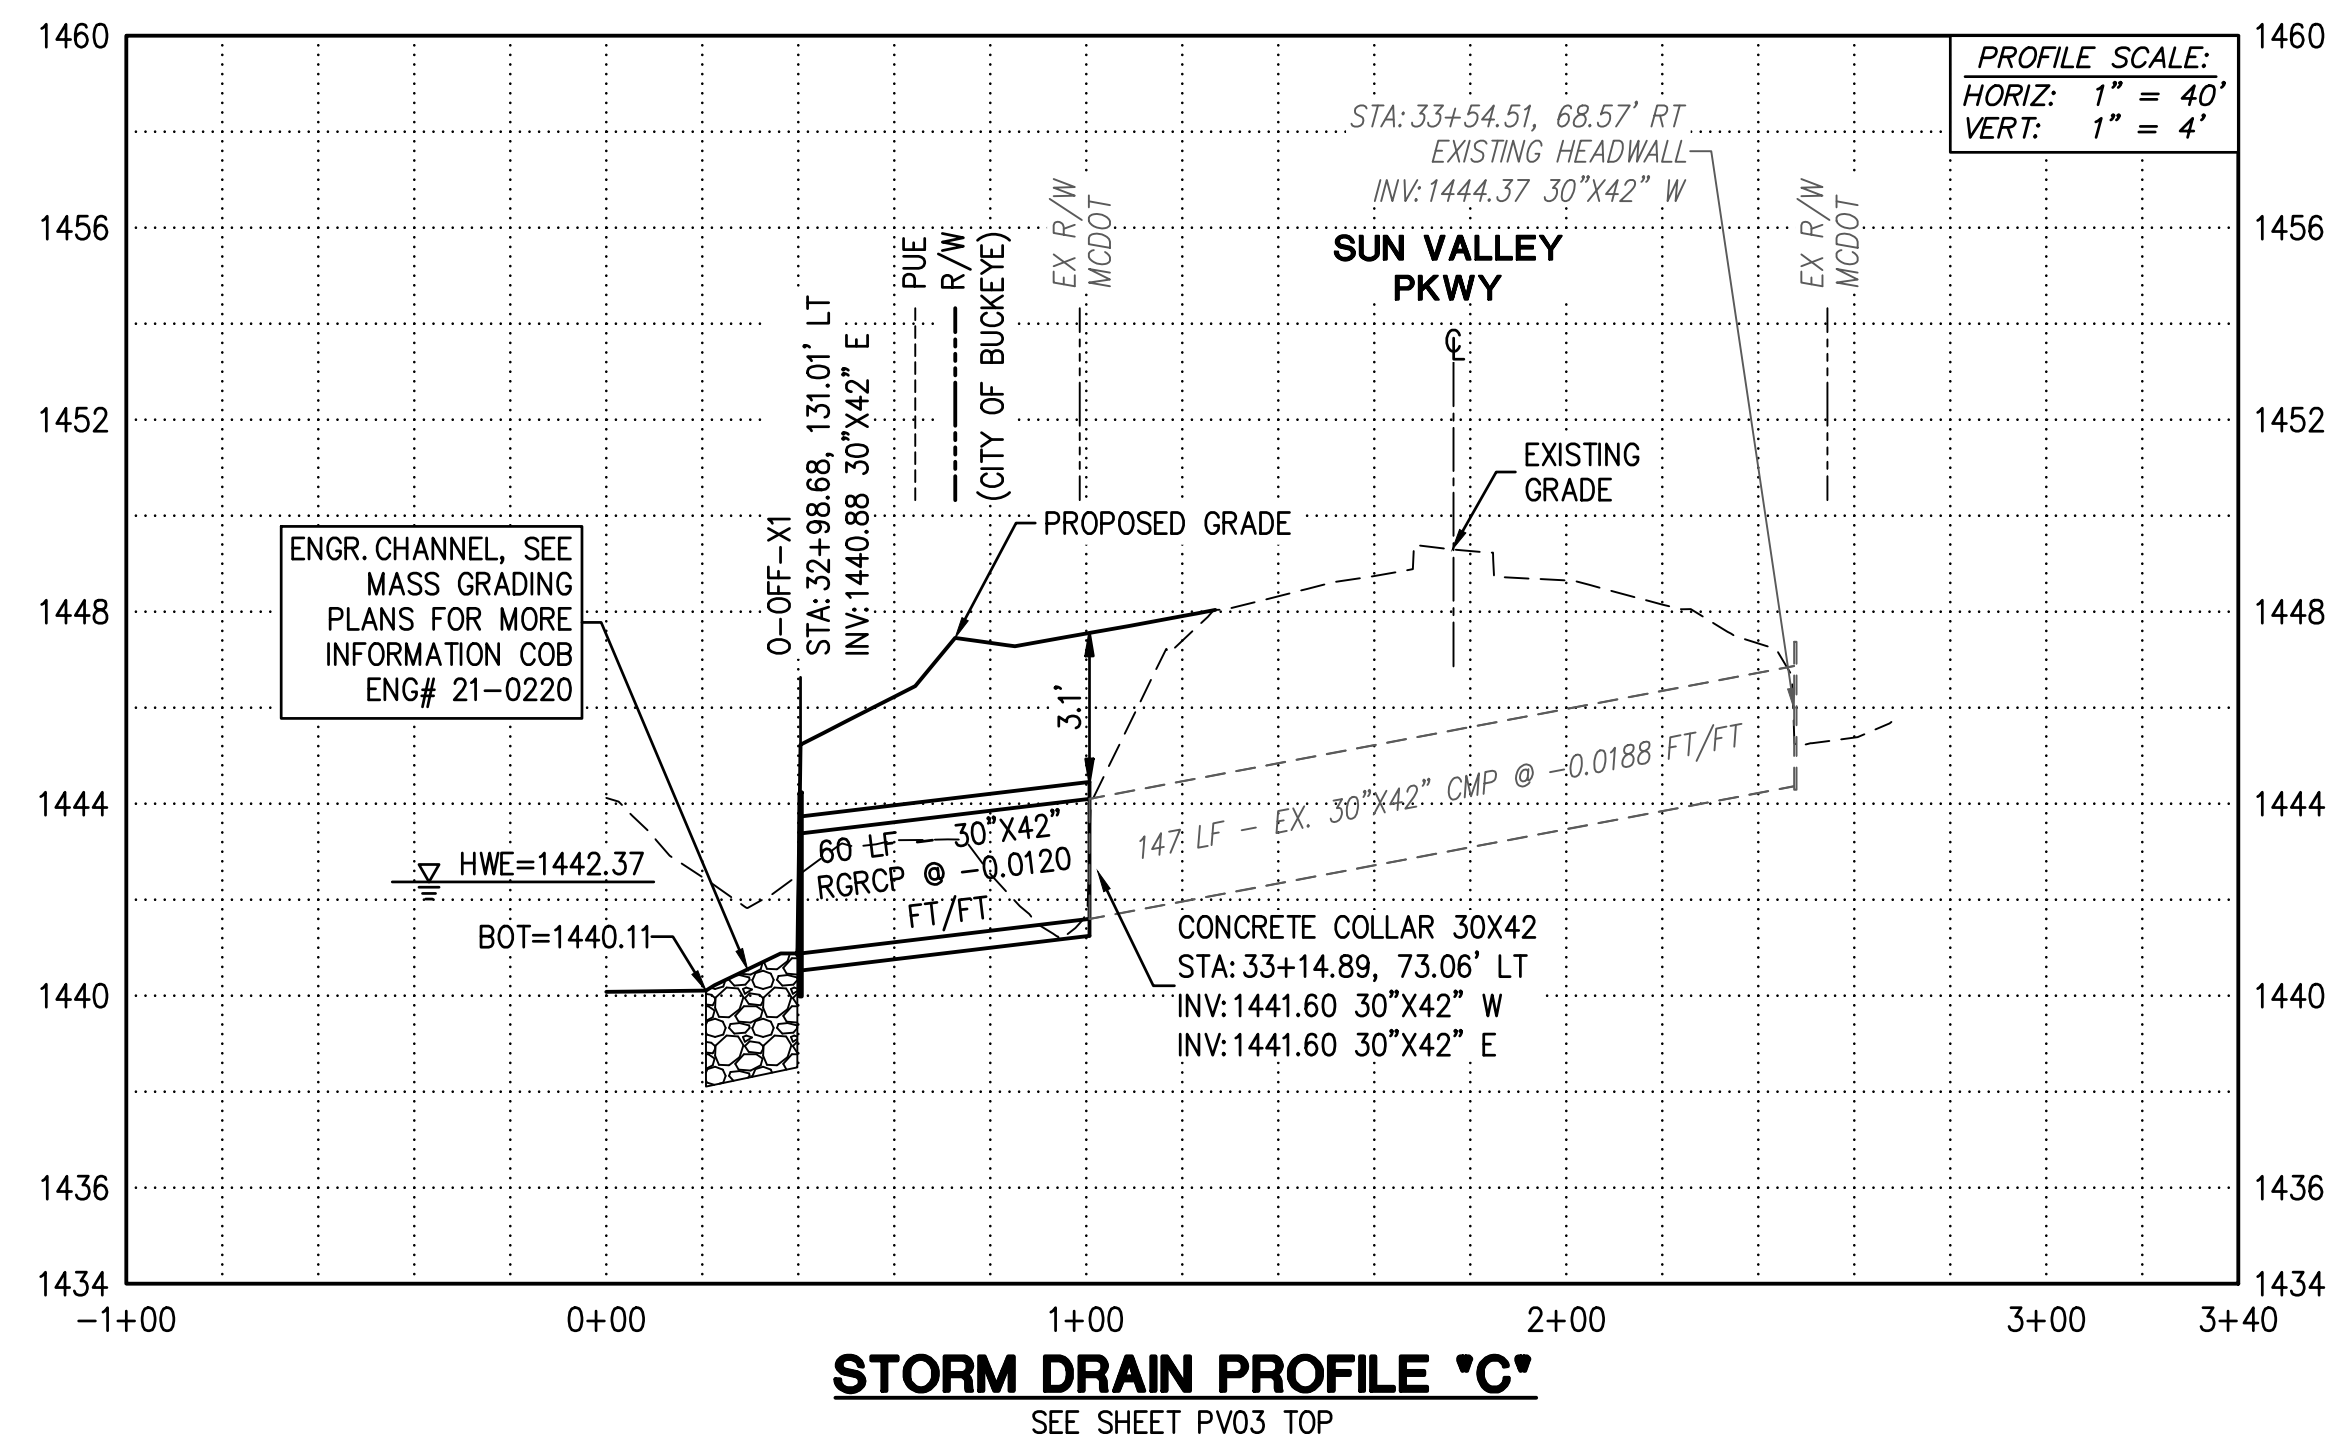 1460
1456
1452
1448
1444
1440
1436
1434
1460
1456
1452
1448
1444
1440
1436
1434
PROFILE SCALE:
HORIZ: 1" = 40'
VERT: 1" = 4'
STA:33+54.51, 68.57' RT
EXISTING HEADWALL
INV:1444.37 30"X42" W
SUN VALLEY
PKWY
EX R/W
MCDOT
EX R/W
MCDOT
PUE
R/W
(CITY OF BUCKEYE)
O-OFF-X1
STA:32+98.68, 131.01' LT
INV:1440.88 30"X42" E
EXISTING
GRADE
PROPOSED GRADE
ENGR. CHANNEL, SEE
MASS GRADING
PLANS FOR MORE
INFORMATION COB
ENG# 21-0220
3.1'
HWE=1442.37
BOT=1440.11
60 LF - 30"X42"
RGRCP @ -0.0120
FT/FT
147 LF - EX. 30"X42" CMP @ -0.0188 FT/FT
CONCRETE COLLAR 30X42
STA:33+14.89, 73.06' LT
INV:1441.60 30"X42" W
INV:1441.60 30"X42" E
-1+00 0+00 1+00 2+00 3+00 3+40
STORM DRAIN PROFILE "C"
SEE SHEET PV03 TOP